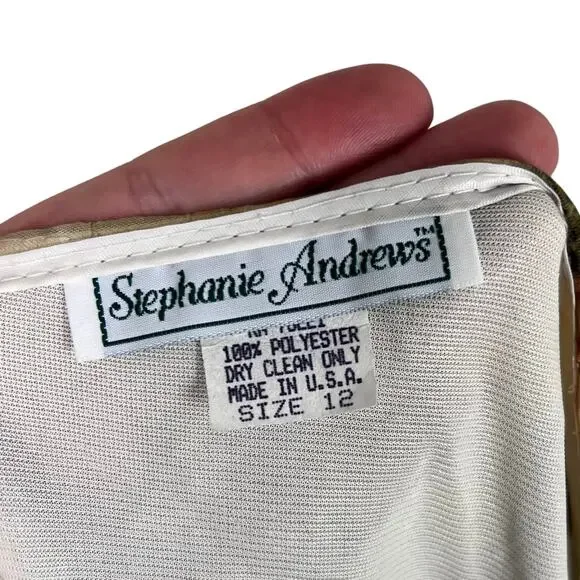 Stephanie Andrews™
100% POLYESTER
DRY CLEAN ONLY
MADE IN U.S.A.
SIZE 12